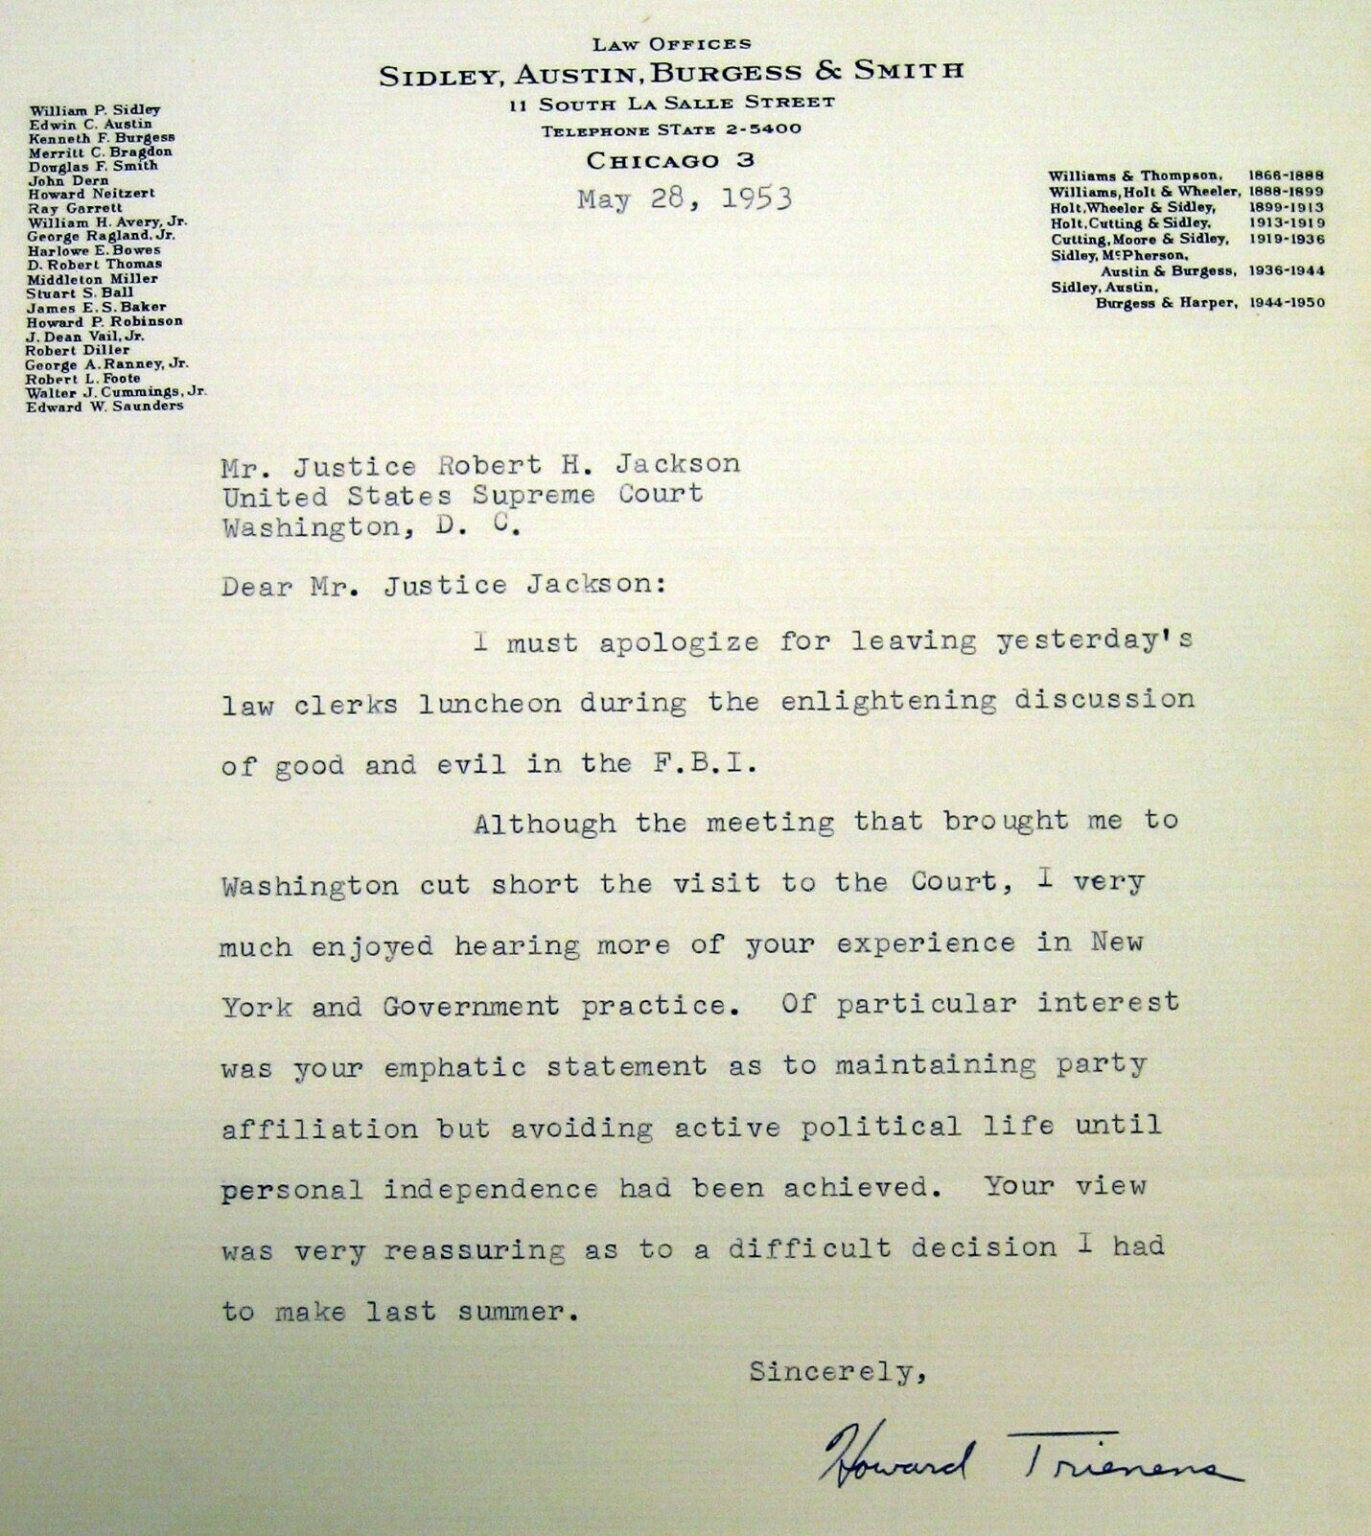 Law Offices
Sidley, Austin, Burgess & Smith
11 South La Salle Street
Telephone STate 2-5400
Chicago 3
May 28, 1953
William P. Sidley
Edwin C. Austin
Kenneth F. Burgess
Merritt C. Bragdon
Douglas F. Smith
John Dern
Howard Neitzert
Ray Garrett
William H. Avery, Jr.
George Ragland, Jr.
Harlowe E. Bowes
D. Robert Thomas
Middleton Miller
Stuart S. Ball
James E. S. Baker
Howard P. Robinson
J. Dean Vail, Jr.
Robert Diller
George A. Ranney, Jr.
Robert L. Foote
Walter J. Cummings, Jr.
Edward W. Saunders
Williams & Thompson, 1866-1888
Williams, Holt & Wheeler, 1888-1899
Holt, Wheeler & Sidley, 1899-1913
Holt, Cutting & Sidley, 1913-1919
Cutting, Moore & Sidley, 1919-1936
Sidley, McPherson,
Austin & Burgess, 1936-1944
Sidley, Austin,
Burgess & Harper, 1944-1950
Mr. Justice Robert H. Jackson
United States Supreme Court
Washington, D. C.
Dear Mr. Justice Jackson:
I must apologize for leaving yesterday's
law clerks luncheon during the enlightening discussion
of good and evil in the F.B.I.
Although the meeting that brought me to
Washington cut short the visit to the Court, I very
much enjoyed hearing more of your experience in New
York and Government practice. Of particular interest
was your emphatic statement as to maintaining party
affiliation but avoiding active political life until
personal independence had been achieved. Your view
was very reassuring as to a difficult decision I had
to make last summer.
Sincerely,
Howard Trienens